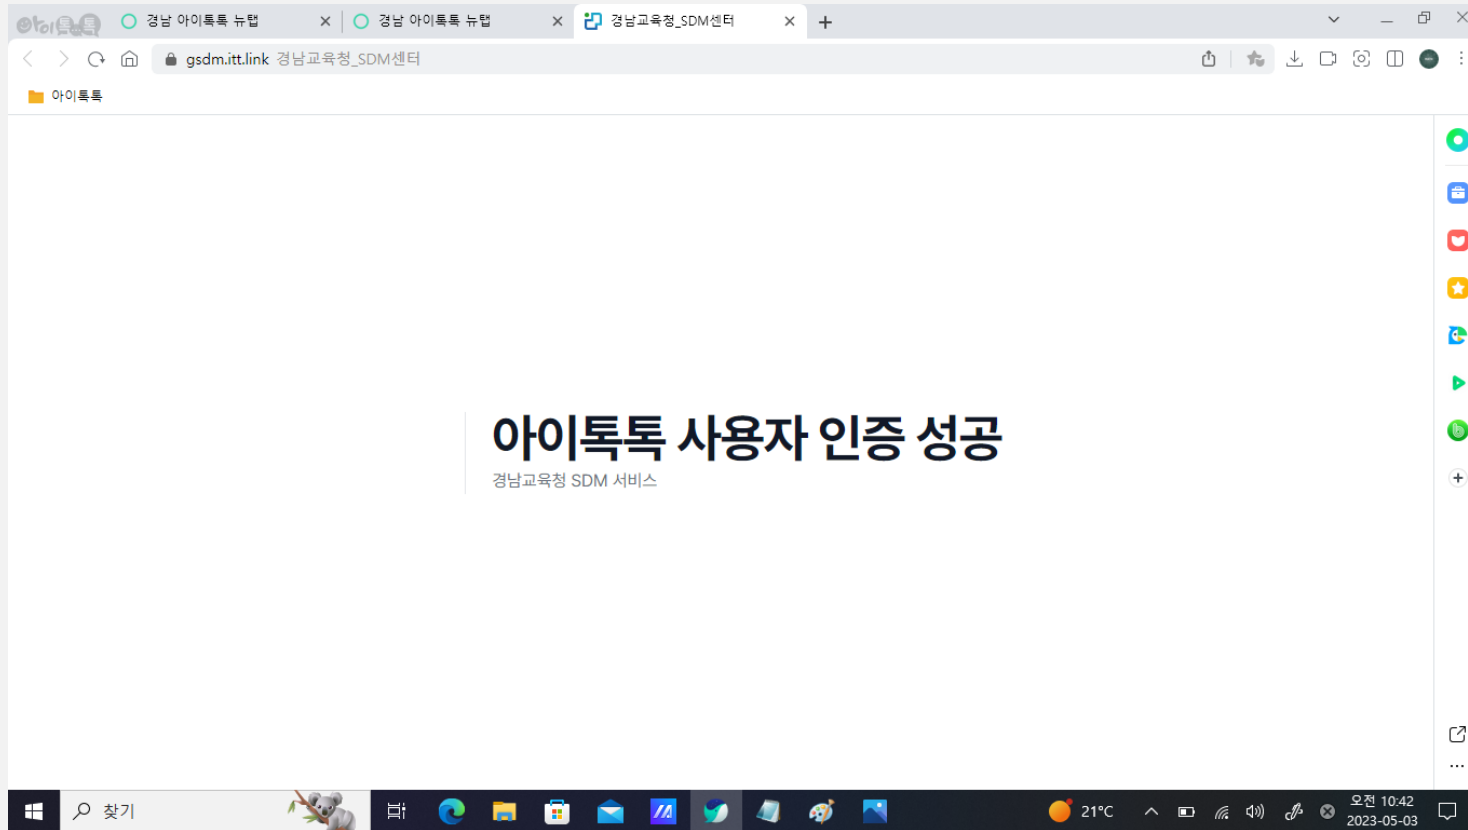 아이톡톡
경남 아이톡톡 뉴탭
경남 아이톡톡 뉴탭
경남교육청_SDM센터
gsdm.itt.link 경남교육청_SDM센터
아이톡톡
아이톡톡 사용자 인증 성공
경남교육청 SDM 서비스
찾기
21°C
오전 10:42
2023-05-03